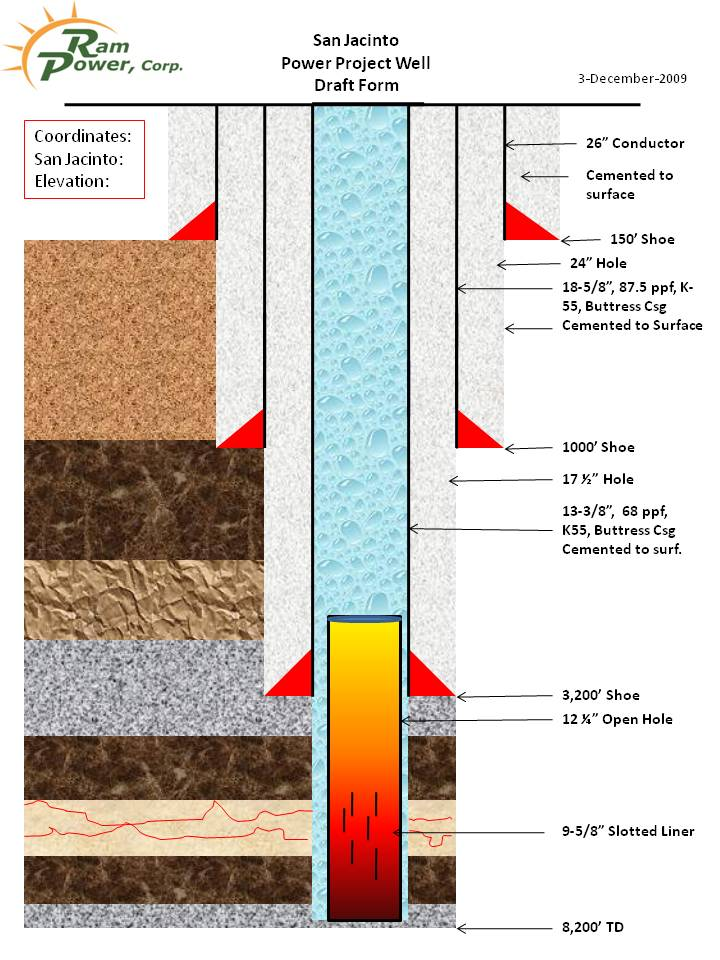 Ram
Power, Corp.
San Jacinto
Power Project Well
Draft Form
3-December-2009
Coordinates:
San Jacinto:
Elevation:
26” Conductor
Cemented to
surface
150’ Shoe
24” Hole
18-5/8”, 87.5 ppf, K-
55, Buttress Csg
Cemented to Surface
1000’ Shoe
17 ½” Hole
13-3/8”, 68 ppf,
K55, Buttress Csg
Cemented to surf.
3,200’ Shoe
12 ¼” Open Hole
9-5/8” Slotted Liner
8,200’ TD